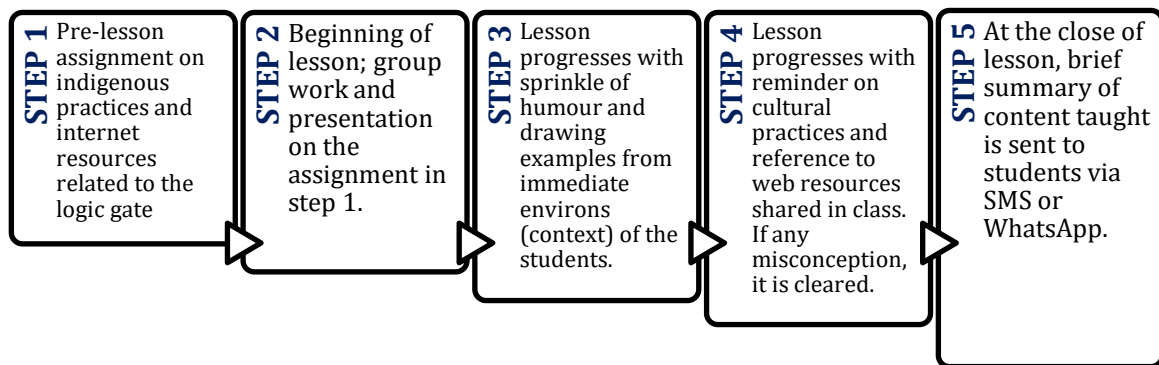 STEP 1
Pre-lesson
assignment on
indigenous
practices and
internet
resources
related to the
logic gate
STEP 2
Beginning of
lesson; group
work and
presentation
on the
assignment in
step 1.
STEP 3
Lesson
progresses with
sprinkle of
humour and
drawing
examples from
immediate
environs
(context) of the
students.
STEP 4
Lesson
progresses with
reminder on
cultural
practices and
reference to
web resources
shared in class.
If any
misconception,
it is cleared.
STEP 5
At the close of
lesson, brief
summary of
content taught
is sent to
students via
SMS or
WhatsApp.